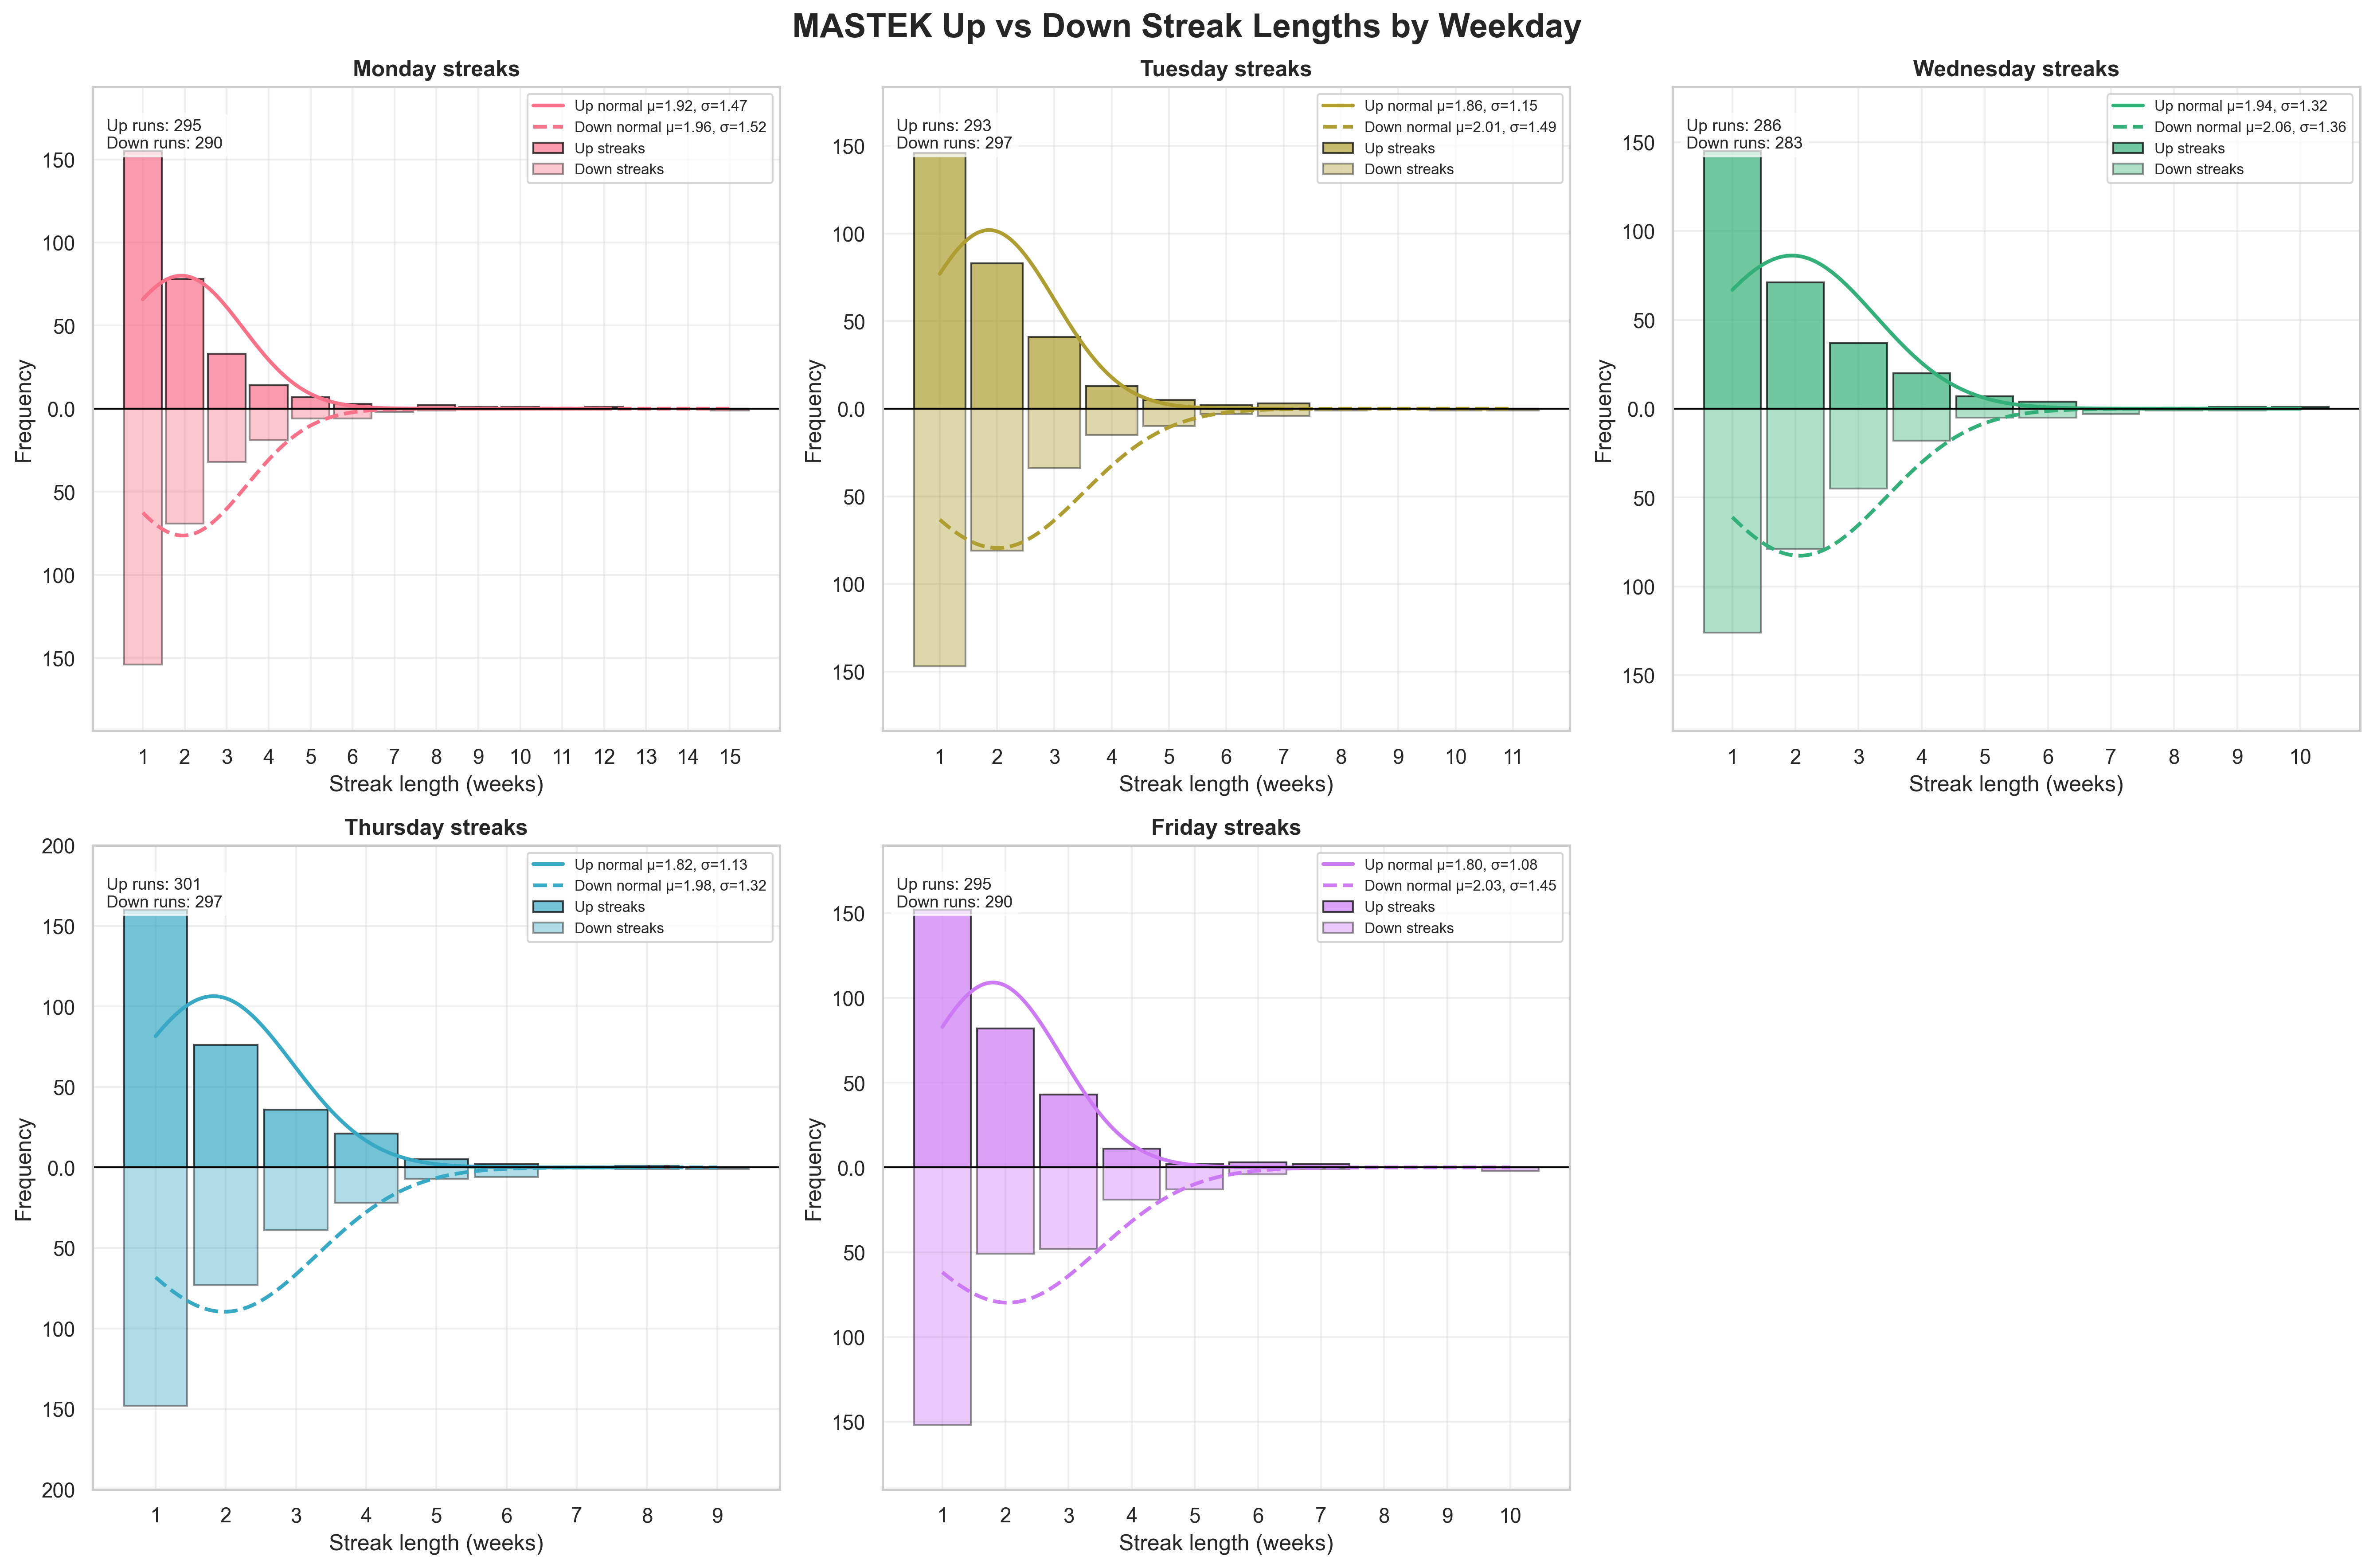 MASTEK Up vs Down Streak Lengths by Weekday
Monday streaks
Up runs: 295
Down runs: 290
Up normal μ=1.92, σ=1.47
Down normal μ=1.96, σ=1.52
Up streaks
Down streaks
150
100
50
0.0
50
100
150
Frequency
1 2 3 4 5 6 7 8 9 10 11 12 13 14 15
Streak length (weeks)
Tuesday streaks
Up runs: 293
Down runs: 297
Up normal μ=1.86, σ=1.15
Down normal μ=2.01, σ=1.49
Up streaks
Down streaks
150
100
50
0.0
50
100
150
Frequency
1 2 3 4 5 6 7 8 9 10 11
Streak length (weeks)
Wednesday streaks
Up runs: 286
Down runs: 283
Up normal μ=1.94, σ=1.32
Down normal μ=2.06, σ=1.36
Up streaks
Down streaks
150
100
50
0.0
50
100
150
Frequency
1 2 3 4 5 6 7 8 9 10
Streak length (weeks)
Thursday streaks
Up runs: 301
Down runs: 297
Up normal μ=1.82, σ=1.13
Down normal μ=1.98, σ=1.32
Up streaks
Down streaks
200
150
100
50
0.0
50
100
150
200
Frequency
1 2 3 4 5 6 7 8 9
Streak length (weeks)
Friday streaks
Up runs: 295
Down runs: 290
Up normal μ=1.80, σ=1.08
Down normal μ=2.03, σ=1.45
Up streaks
Down streaks
150
100
50
0.0
50
100
150
Frequency
1 2 3 4 5 6 7 8 9 10
Streak length (weeks)